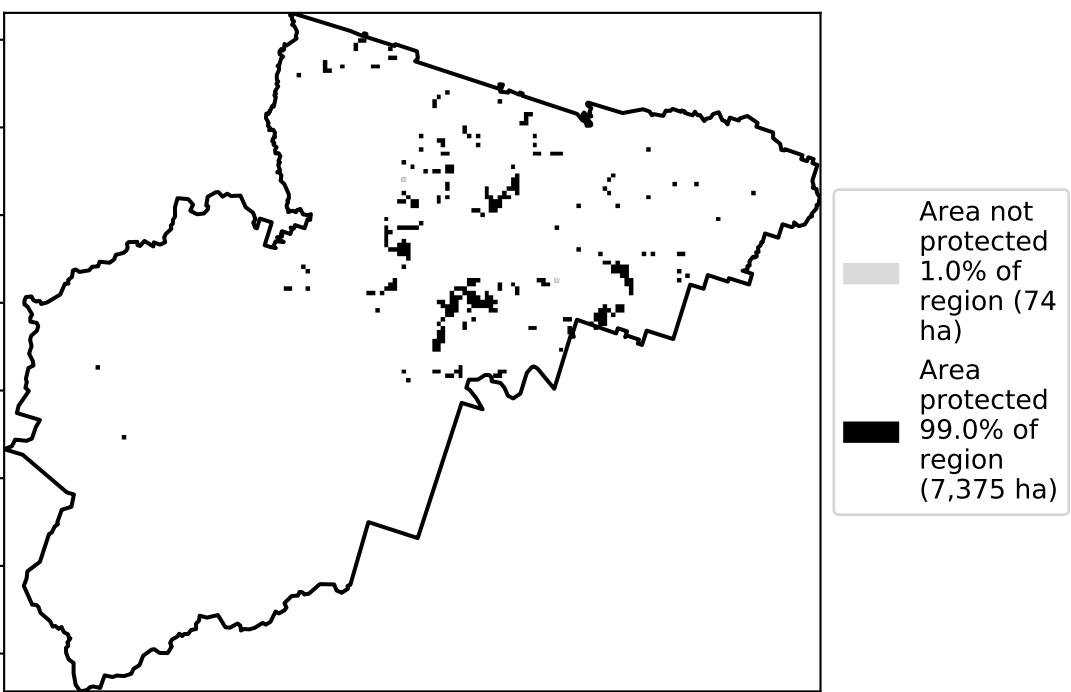 Area not
protected
1.0% of
region (74
ha)
Area
protected
99.0% of
region
(7,375 ha)